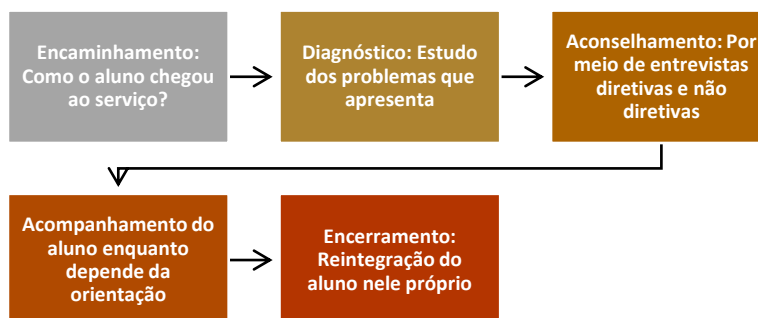 Encaminhamento:
Como o aluno chegou
ao serviço?
Diagnóstico: Estudo
dos problemas que
apresenta
Aconselhamento: Por
meio de entrevistas
diretivas e não
diretivas
Acompanhamento do
aluno enquanto
depende da
orientação
Encerramento:
Reintegração do
aluno nele próprio